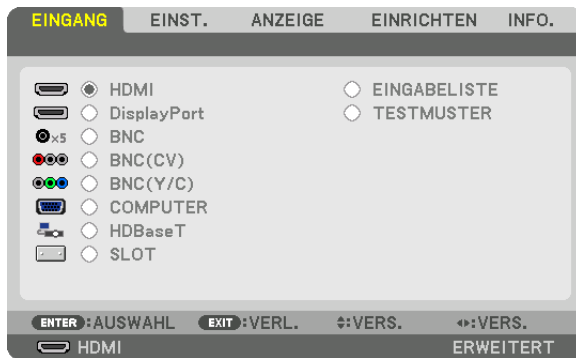 EINGANG EINST. ANZEIGE EINRICHTEN INFO.
HDMI EINGABELISTE
DisplayPort TESTMUSTER
×5 BNC
BNC(CV)
BNC(Y/C)
COMPUTER
HDBaseT
SLOT
ENTER:AUSWAHL EXIT:VERL. :VERS. :VERS.
HDMI ERWEITERT